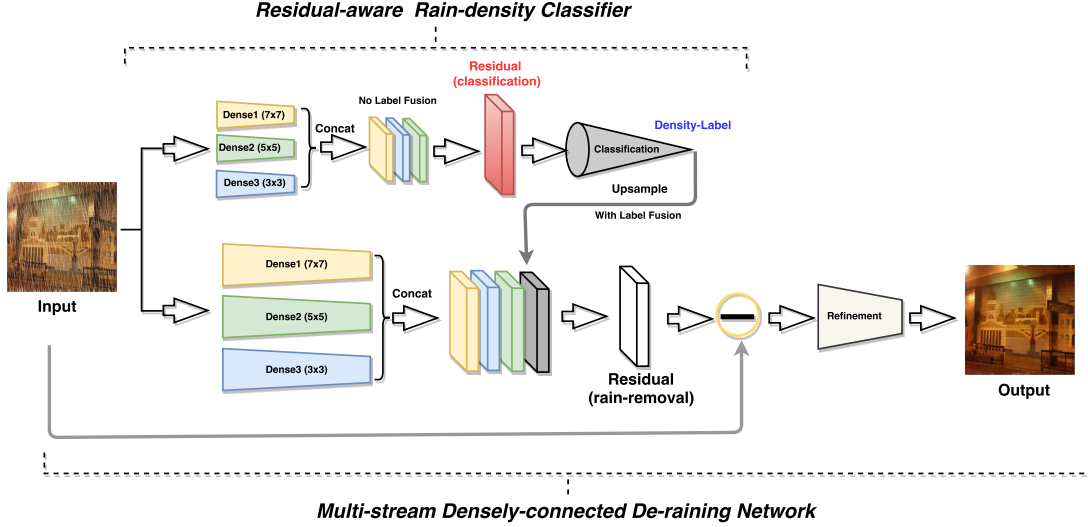 Residual-aware Rain-density Classifier
Residual
(classification)
No Label Fusion
Dense1 (7x7)
Concat
Density-Label
Dense2 (5x5)
Classification
Dense3 (3x3)
Upsample
With Label Fusion
Input
Dense1 (7x7)
Concat
Dense2 (5x5)
Refinement
Dense3 (3x3)
Residual
(rain-removal)
Output
Multi-stream Densely-connected De-raining Network